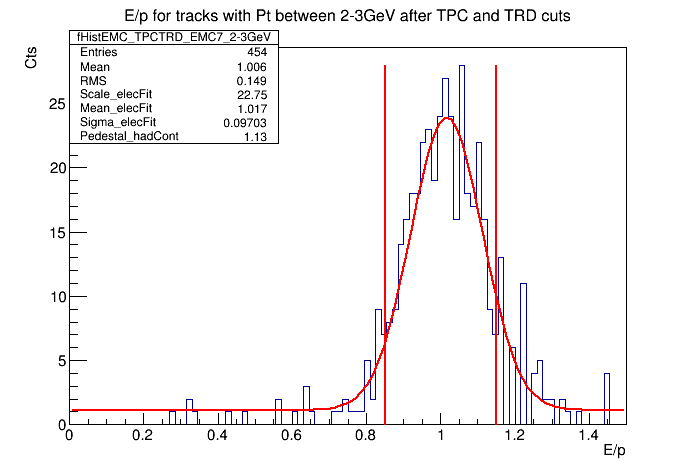 E/p for tracks with Pt between 2-3GeV after TPC and TRD cuts
fHistEMC_TPCTRD_EMC7_2-3GeV
Entries 454
Mean 1.006
RMS 0.149
Scale_elecFit 22.75
Mean_elecFit 1.017
Sigma_elecFit 0.09703
Pedestal_hadCont 1.13
Cts
25
20
15
10
5
0
0 0.2 0.4 0.6 0.8 1 1.2 1.4
E/p